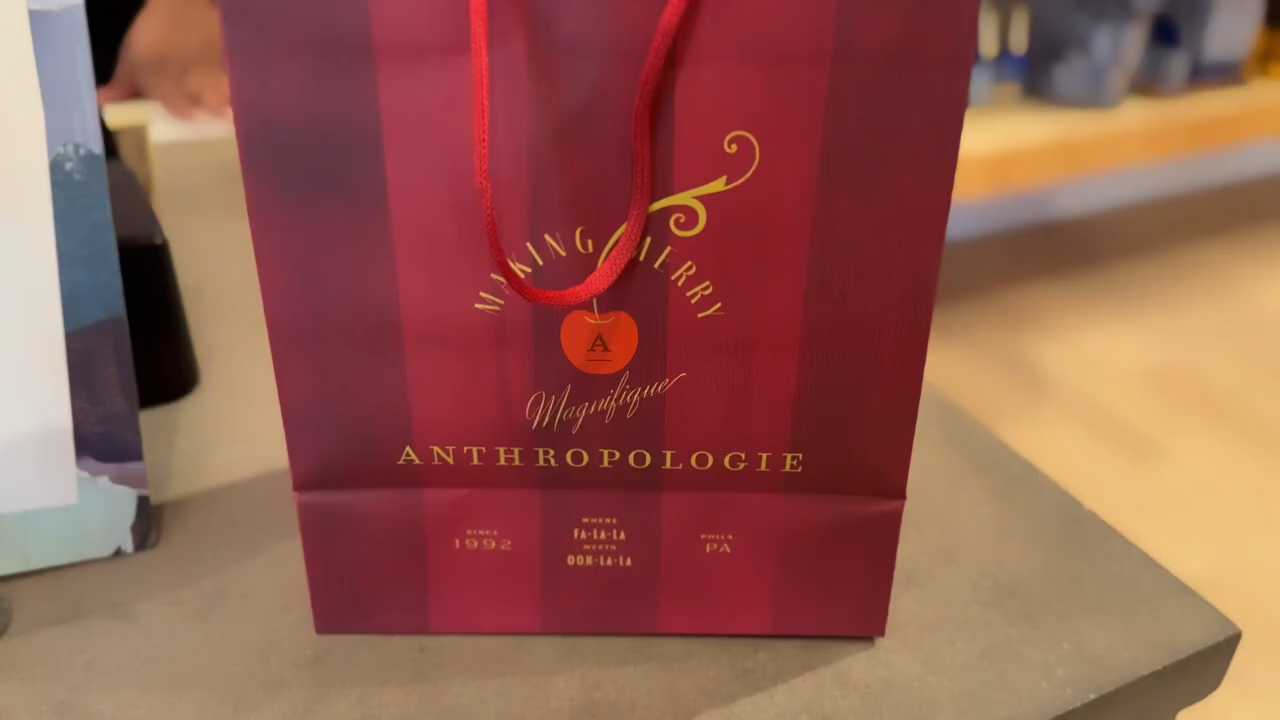 MAKING MERRY
A
Magnifique
ANTHROPOLOGIE
SINCE
1992
WHERE
FA·LA·LA
MEETS
OOH·LA·LA
PHILA
PA